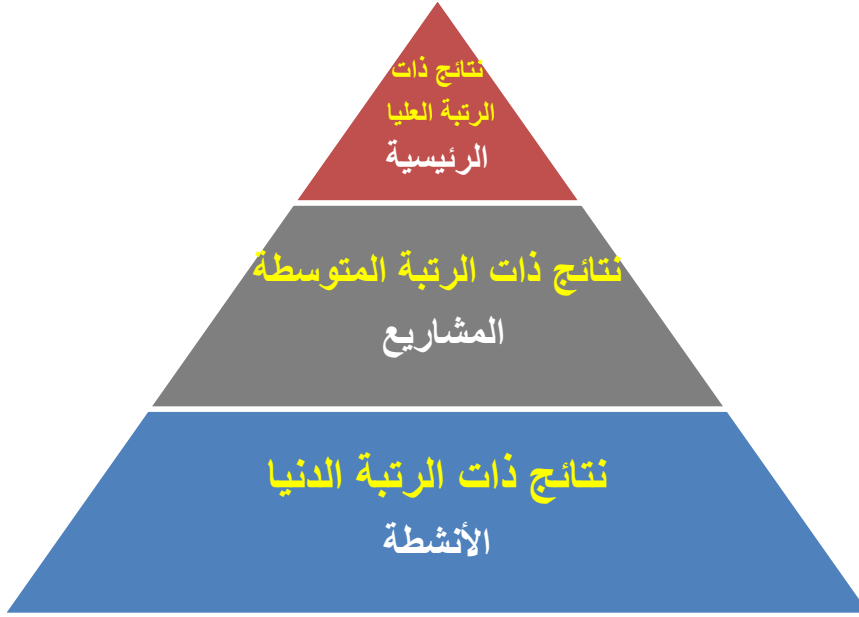 نتائج ذات
الرتبة العليا
الرئيسية
نتائج ذات الرتبة المتوسطة
المشاريع
نتائج ذات الرتبة الدنيا
الأنشطة